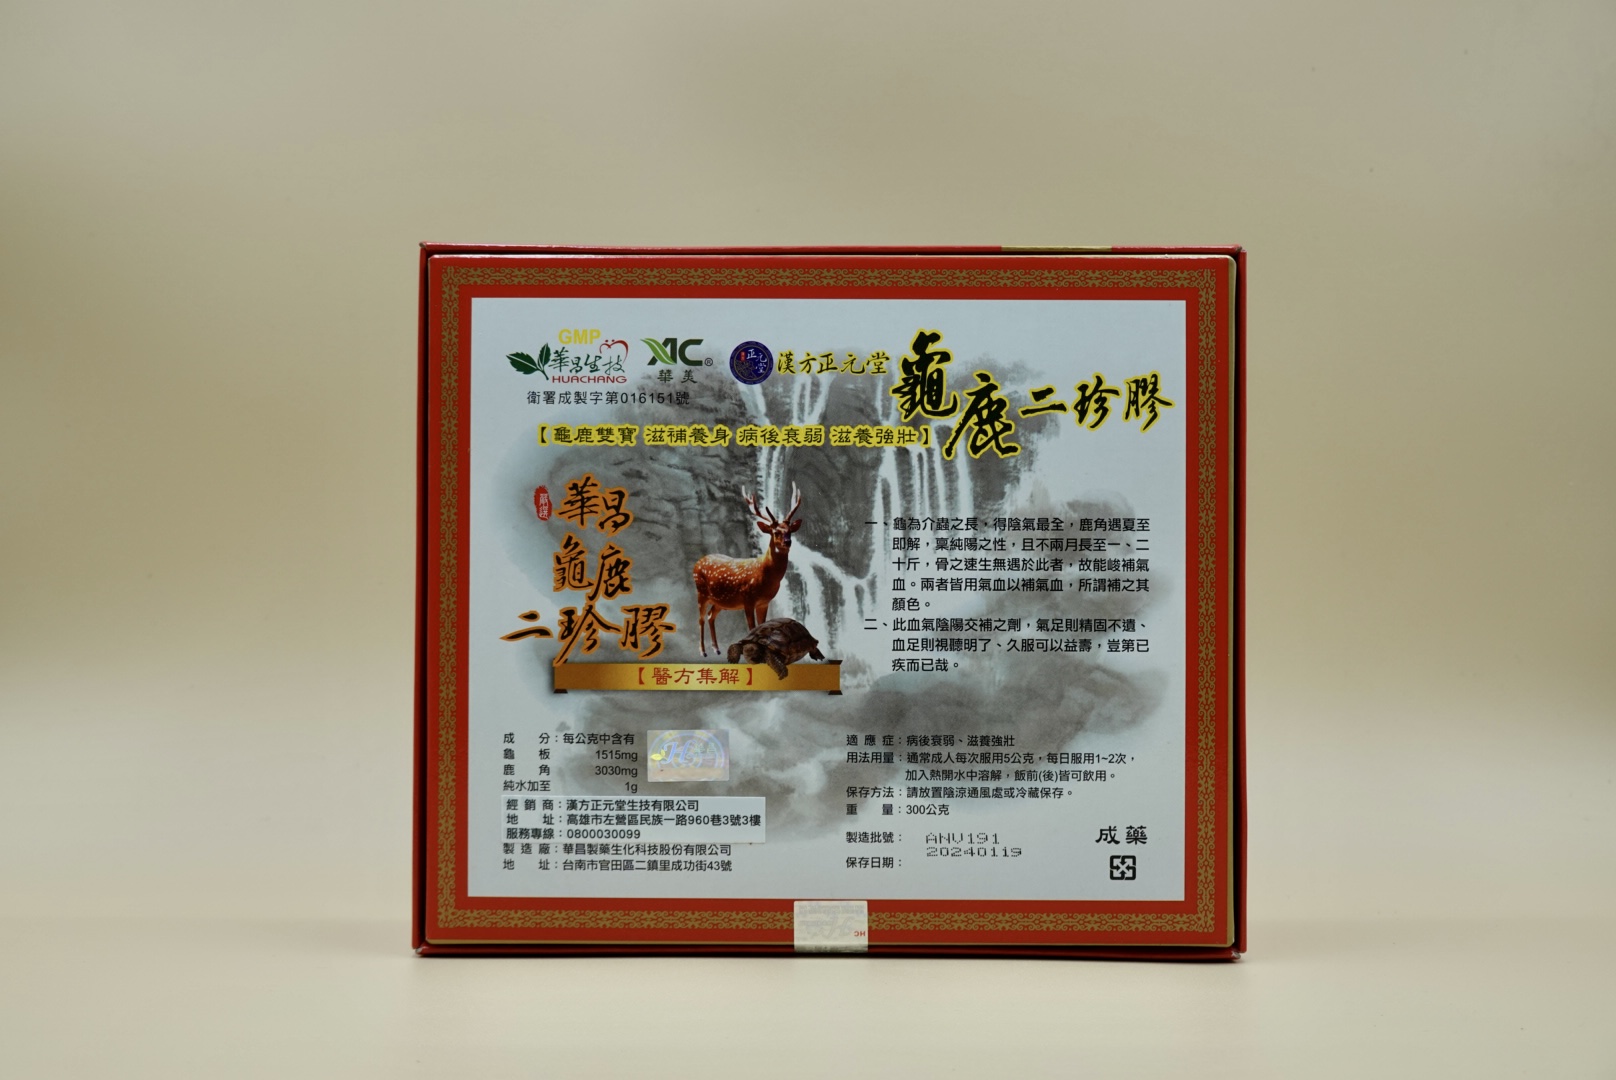 GMP
華昌生技
HUACHANG
衛署成製字第016151號
®
華美
正元堂
漢方正元堂
龜鹿二珍膠
【龜鹿雙寶 滋補養身 病後衰弱 滋養強壯】
嚴選
華昌
龜鹿
二珍膠
【醫方集解】
一、龜為介蟲之長，得陰氣最全，鹿角遇夏至
即解，稟純陽之性，且不兩月長至一、二
十斤，骨之速生無遇於此者，故能峻補氣
血。兩者皆用氣血以補氣血，所謂補之其
顏色。
二、此血氣陰陽交補之劑，氣足則精固不遺、
血足則視聽明了、久服可以益壽，豈第已
疾而已哉。
成分：每公克中含有
龜板 1515mg
鹿角 3030mg
純水加至 1g
經銷商：漢方正元堂生技有限公司
地址：高雄市左營區民族一路960巷3號3樓
服務專線：0800030099
製造廠：華昌製藥生化科技股份有限公司
地址：台南市官田區二鎮里成功街43號
適應症：病後衰弱、滋養強壯
用法用量：通常成人每次服用5公克，每日服用1~2次，
加入熱開水中溶解，飯前(後)皆可飲用。
保存方法：請放置陰涼通風處或冷藏保存。
重量：300公克
製造批號： ANV191
20240119
保存日期：
成藥
HC